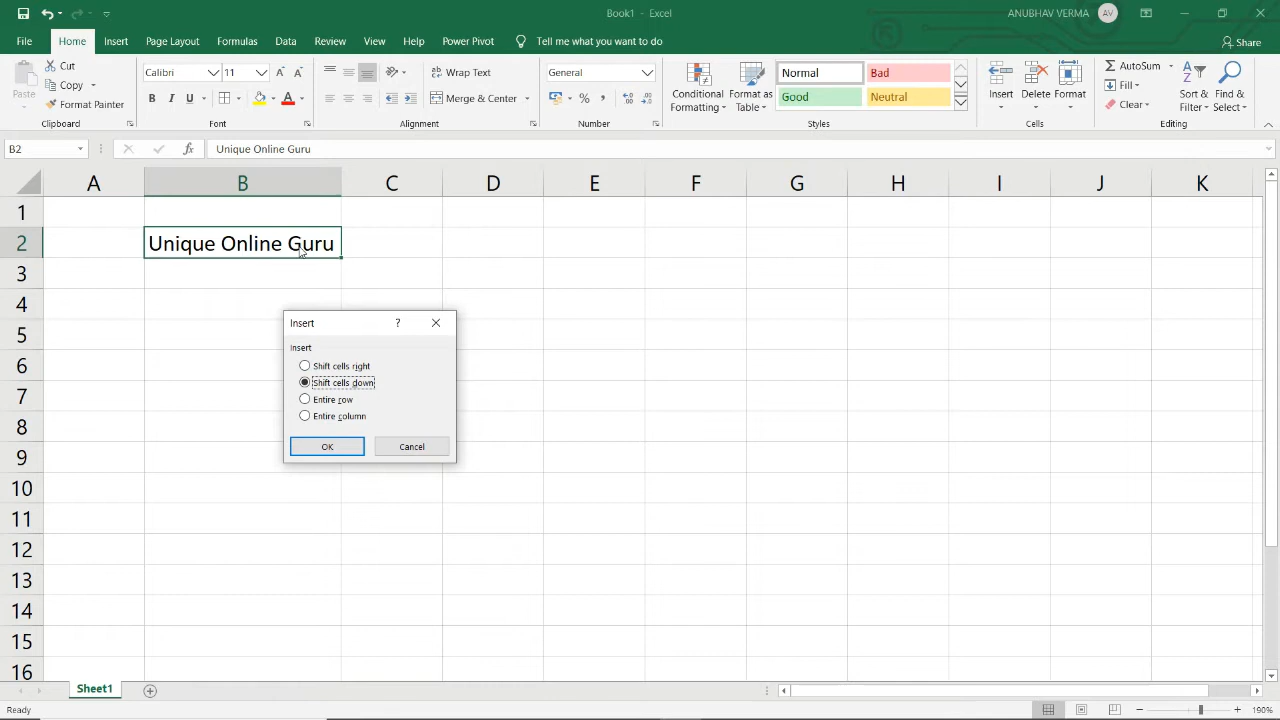 Book1 - Excel
ANUBHAV VERMA AV
File Home Insert Page Layout Formulas Data Review View Help Power Pivot Tell me what you want to do Share
Paste
Cut
Copy
Format Painter
Clipboard
Calibri 11
B I U A
Font
Wrap Text
Merge & Center
Alignment
General
%
Number
Conditional Formatting
Format as Table
Normal Bad
Good Neutral
Styles
Insert Delete Format
Cells
AutoSum
Fill
Clear
Sort & Filter
Find & Select
Editing
B2 fx Unique Online Guru
A B C D E F G H I J K
1
2 Unique Online Guru
3
4
5
6
7
8
9
10
11
12
13
14
15
16
Insert ?
Insert
Shift cells right
Shift cells down
Entire row
Entire column
OK Cancel
Sheet1
Ready 190%